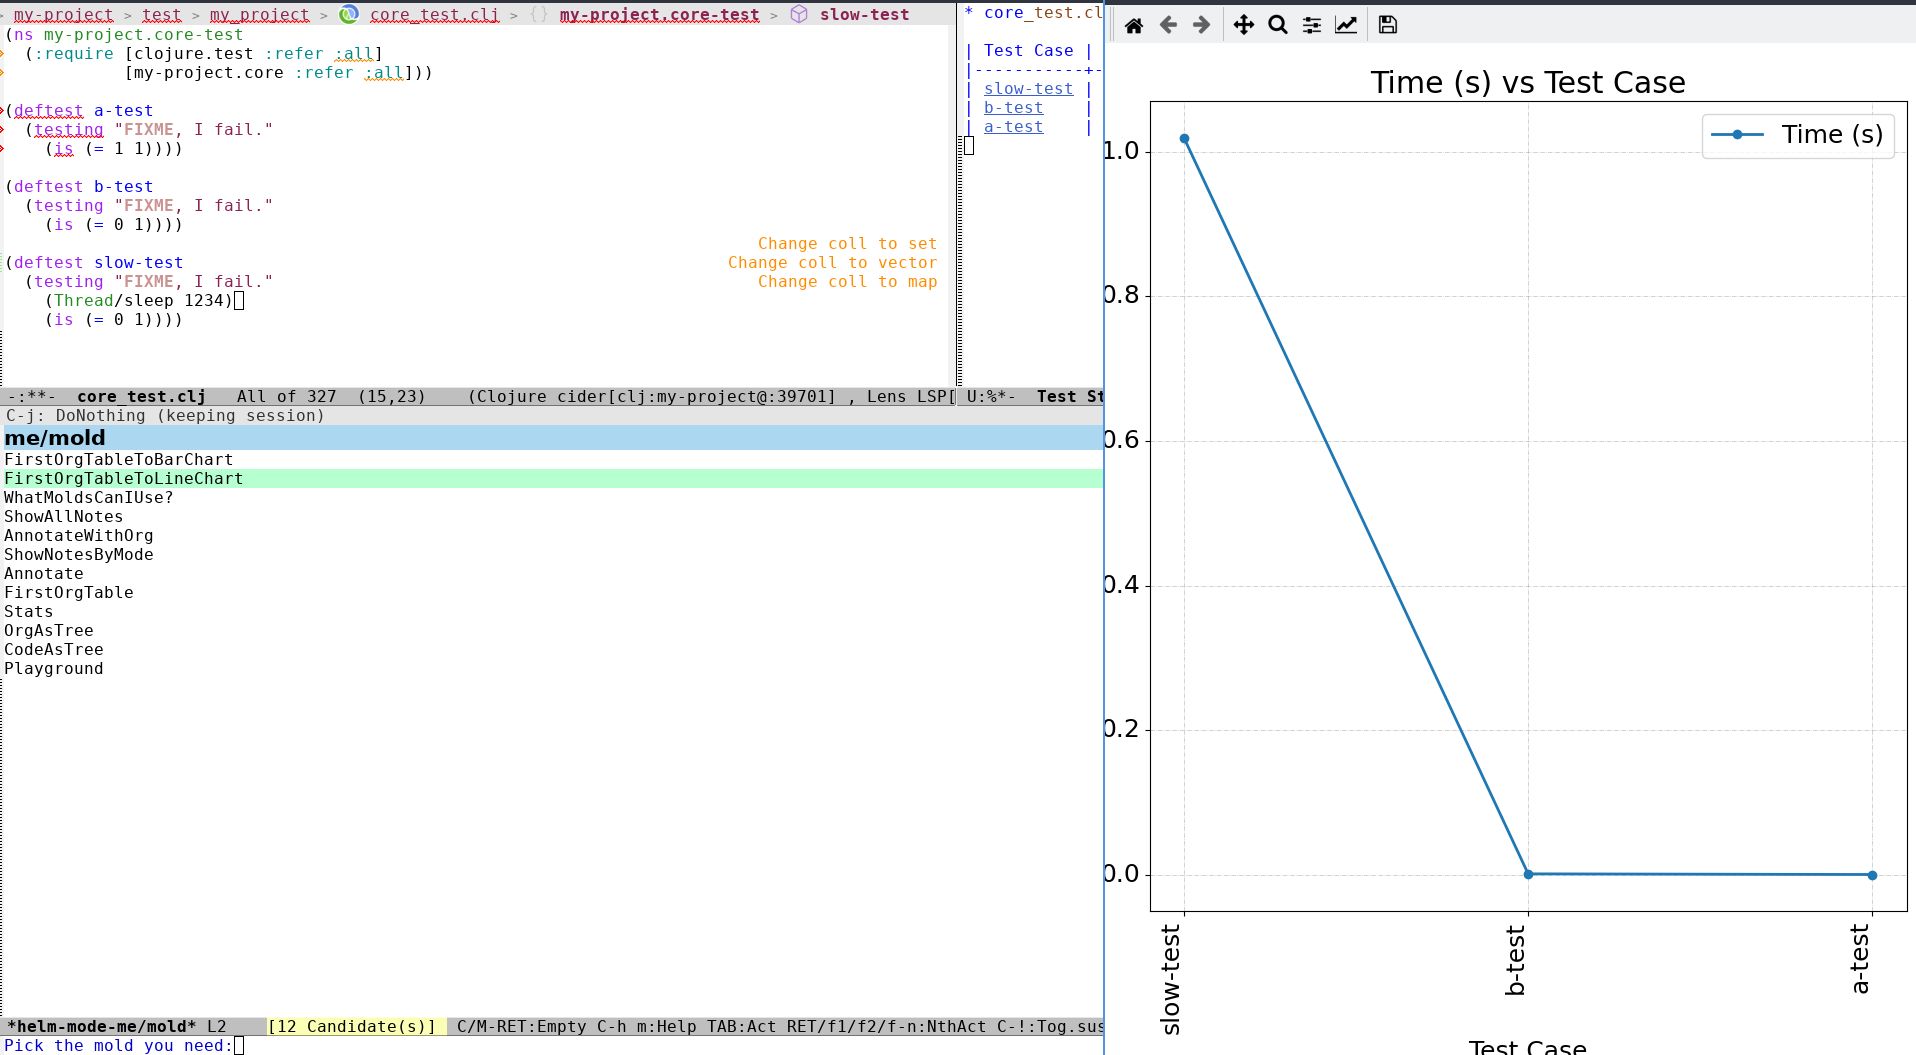 my-project > test > my_project > core_test.clj > {} my-project.core-test > slow-test
(ns my-project.core-test
  (:require [clojure.test :refer :all]
            [my-project.core :refer :all]))
(deftest a-test
  (testing "FIXME, I fail."
    (is (= 1 1))))
(deftest b-test
  (testing "FIXME, I fail."
    (is (= 0 1))))
Change coll to set
(deftest slow-test
Change coll to vector
  (testing "FIXME, I fail."
Change coll to map
    (Thread/sleep 1234)
    (is (= 0 1))))
-:**-  core_test.clj   All of 327  (15,23)    (Clojure cider[clj:my-project@:39701] , Lens LSP[
* core_test.cl
| Test Case |
|-----------+-
| slow-test |
| b-test    |
| a-test    |
U:%*-  Test St
C-j: DoNothing (keeping session)
me/mold
FirstOrgTableToBarChart
FirstOrgTableToLineChart
WhatMoldsCanIUse?
ShowAllNotes
AnnotateWithOrg
ShowNotesByMode
Annotate
FirstOrgTable
Stats
OrgAsTree
CodeAsTree
Playground
*helm-mode-me/mold* L2    [12 Candidate(s)]  C/M-RET:Empty C-h m:Help TAB:Act RET/f1/f2/f-n:NthAct C-!:Tog.sus
Pick the mold you need:
Time (s) vs Test Case
Time (s)
1.0
0.8
0.6
0.4
0.2
0.0
slow-test
b-test
a-test
Test Case